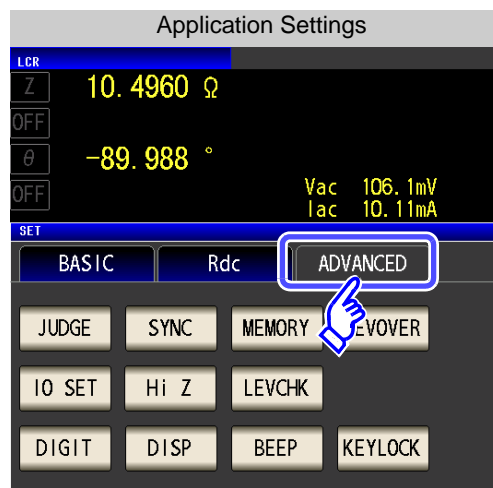 Application Settings
LCR
Z 10.4960 Ω
OFF
θ -89.988 °
OFF
Vac 106.1mV
Iac 10.11mA
SET
BASIC Rdc ADVANCED
JUDGE SYNC MEMORY EVOVER
IO SET Hi Z LEVCHK
DIGIT DISP BEEP KEYLOCK